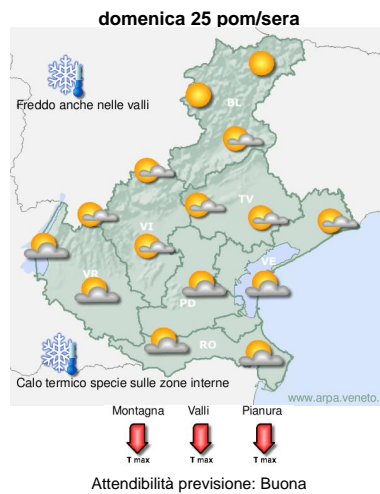 domenica 25 pom/sera
Freddo anche nelle valli
BL
TV
VI
VE
VR
PD
RO
Calo termico specie sulle zone interne
www.arpa.veneto.
Montagna Valli Pianura
T max T max T max
Attendibilità previsione: Buona